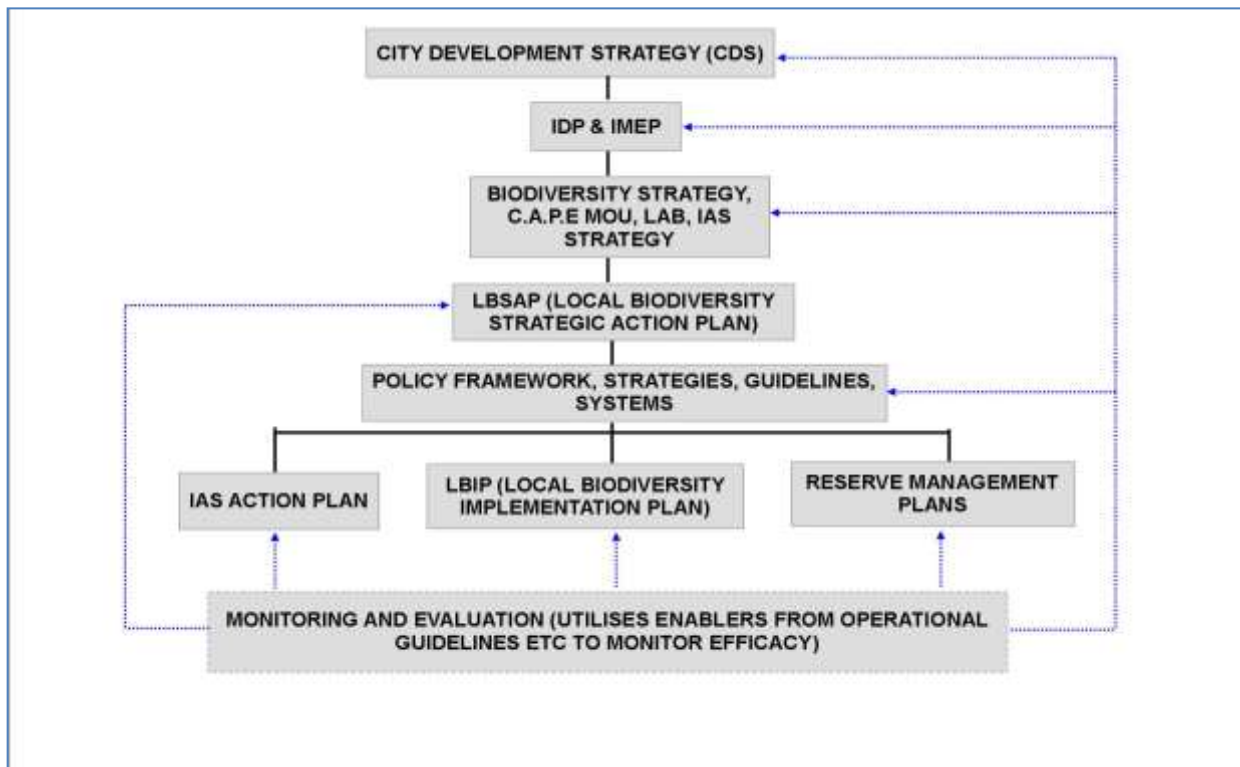 CITY DEVELOPMENT STRATEGY (CDS)
IDP & IMEP
BIODIVERSITY STRATEGY,
C.A.P.E MOU, LAB, IAS
STRATEGY
LBSAP (LOCAL BIODIVERSITY
STRATEGIC ACTION PLAN)
POLICY FRAMEWORK, STRATEGIES, GUIDELINES,
SYSTEMS
IAS ACTION PLAN
LBIP (LOCAL BIODIVERSITY
IMPLEMENTATION PLAN)
RESERVE MANAGEMENT
PLANS
MONITORING AND EVALUATION (UTILISES ENABLERS FROM OPERATIONAL
GUIDELINES ETC TO MONITOR EFFICACY)